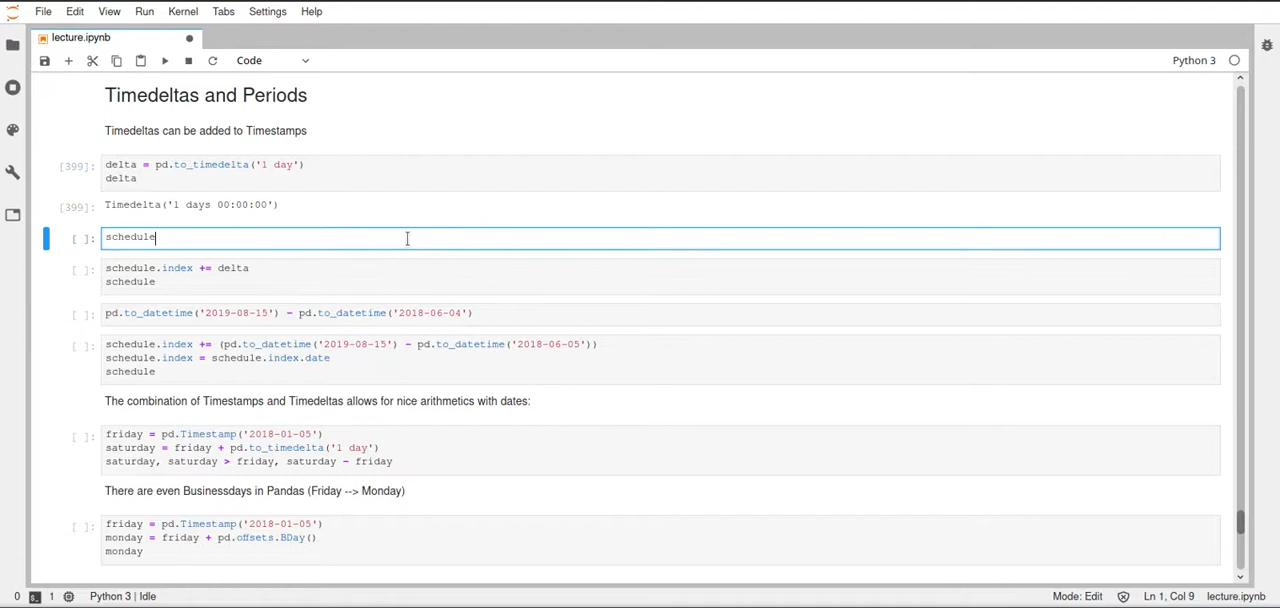 File Edit View Run Kernel Tabs Settings Help
lecture.ipynb
Code Python 3
Timedeltas and Periods
Timedeltas can be added to Timestamps
[399]: delta = pd.to_timedelta('1 day')
delta
[399]: Timedelta('1 days 00:00:00')
[ ]: schedule
[ ]: schedule.index += delta
schedule
[ ]: pd.to_datetime('2019-08-15') - pd.to_datetime('2018-06-04')
[ ]: schedule.index += (pd.to_datetime('2019-08-15') - pd.to_datetime('2018-06-05'))
schedule.index = schedule.index.date
schedule
The combination of Timestamps and Timedeltas allows for nice arithmetics with dates:
[ ]: friday = pd.Timestamp('2018-01-05')
saturday = friday + pd.to_timedelta('1 day')
saturday, saturday > friday, saturday - friday
There are even Businessdays in Pandas (Friday --> Monday)
[ ]: friday = pd.Timestamp('2018-01-05')
monday = friday + pd.offsets.BDay()
monday
0 1 Python 3 | Idle Mode: Edit Ln 1, Col 9 lecture.ipynb